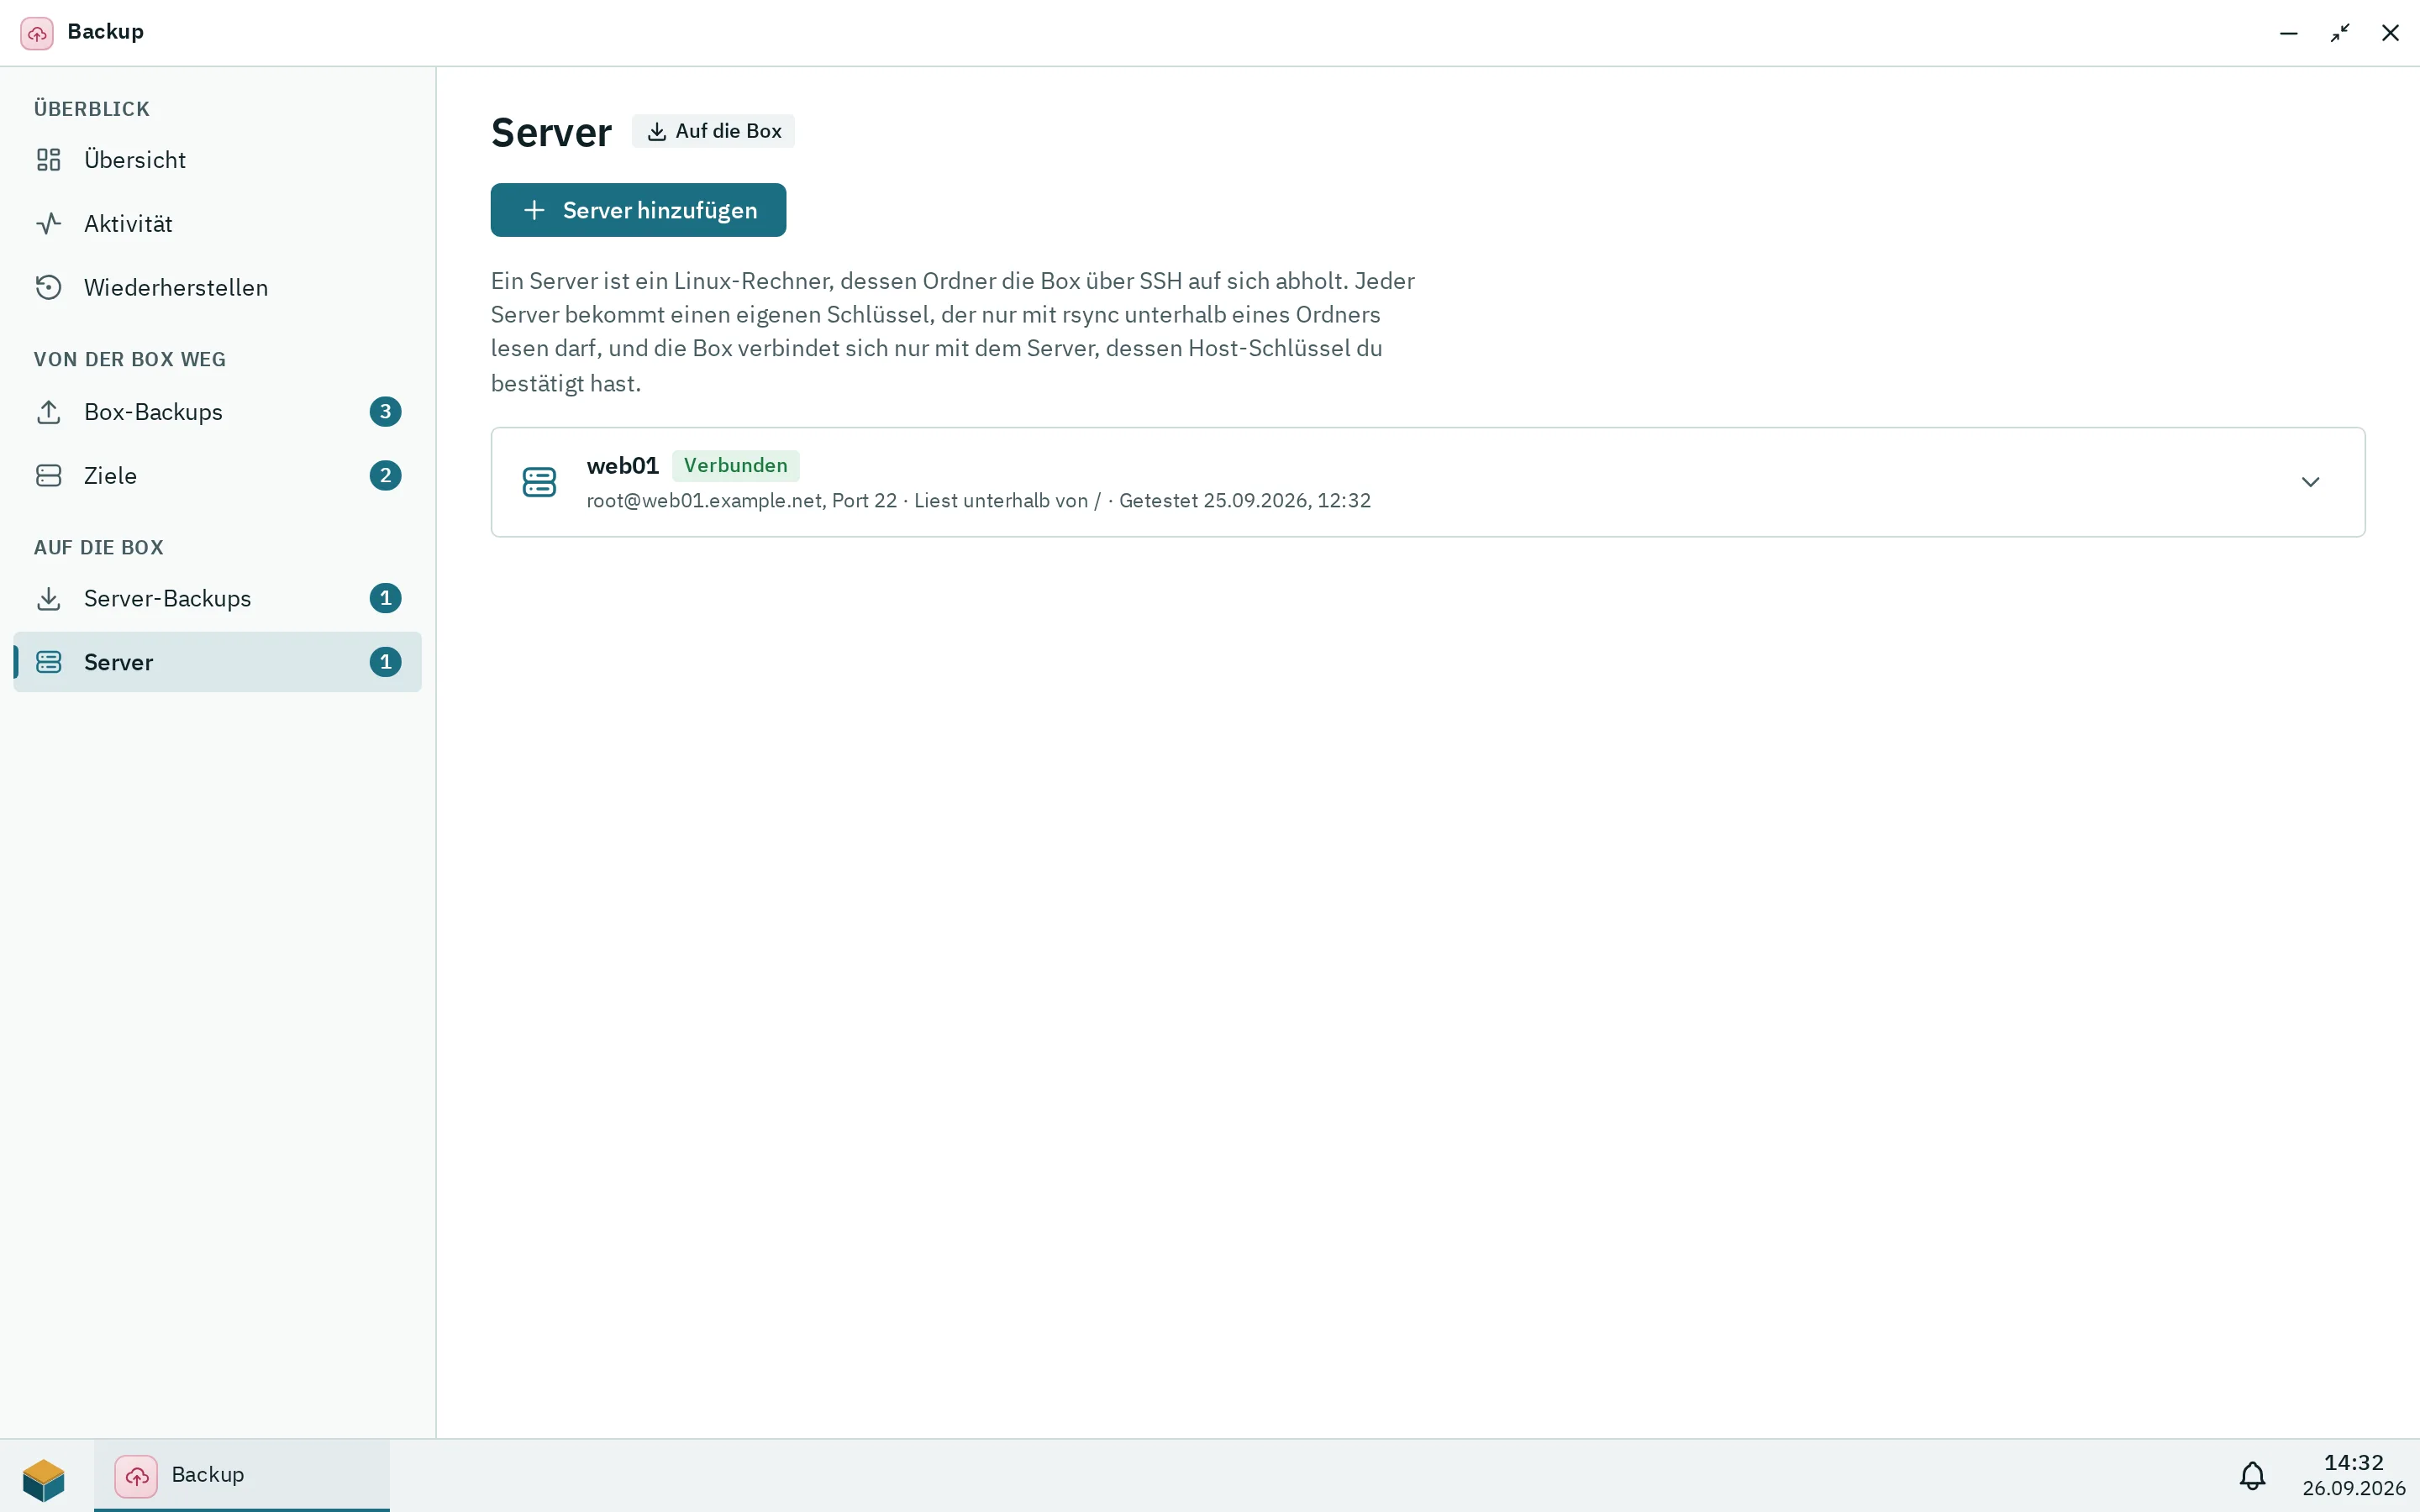 Backup
ÜBERBLICK
Übersicht
Aktivität
Wiederherstellen
VON DER BOX WEG
Box-Backups 3
Ziele 2
AUF DIE BOX
Server-Backups 1
Server 1
Server Auf die Box
Server hinzufügen
Ein Server ist ein Linux-Rechner, dessen Ordner die Box über SSH auf sich abholt. Jeder
Server bekommt einen eigenen Schlüssel, der nur mit rsync unterhalb eines Ordners
lesen darf, und die Box verbindet sich nur mit dem Server, dessen Host-Schlüssel du
bestätigt hast.
web01 Verbunden
root@web01.example.net, Port 22 · Liest unterhalb von / · Getestet 25.09.2026, 12:32
Backup
14:32
26.09.2026